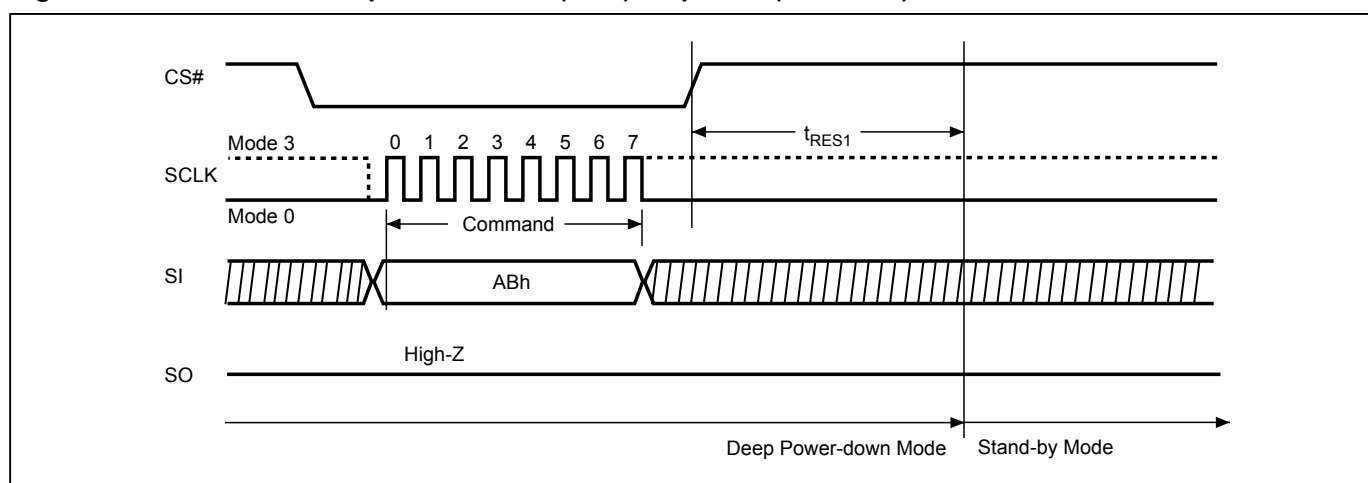 CS#
Mode 3
0 1 2 3 4 5 6 7
tRES1
SCLK
Mode 0
Command
SI
ABh
High-Z
SO
Deep Power-down Mode
Stand-by Mode